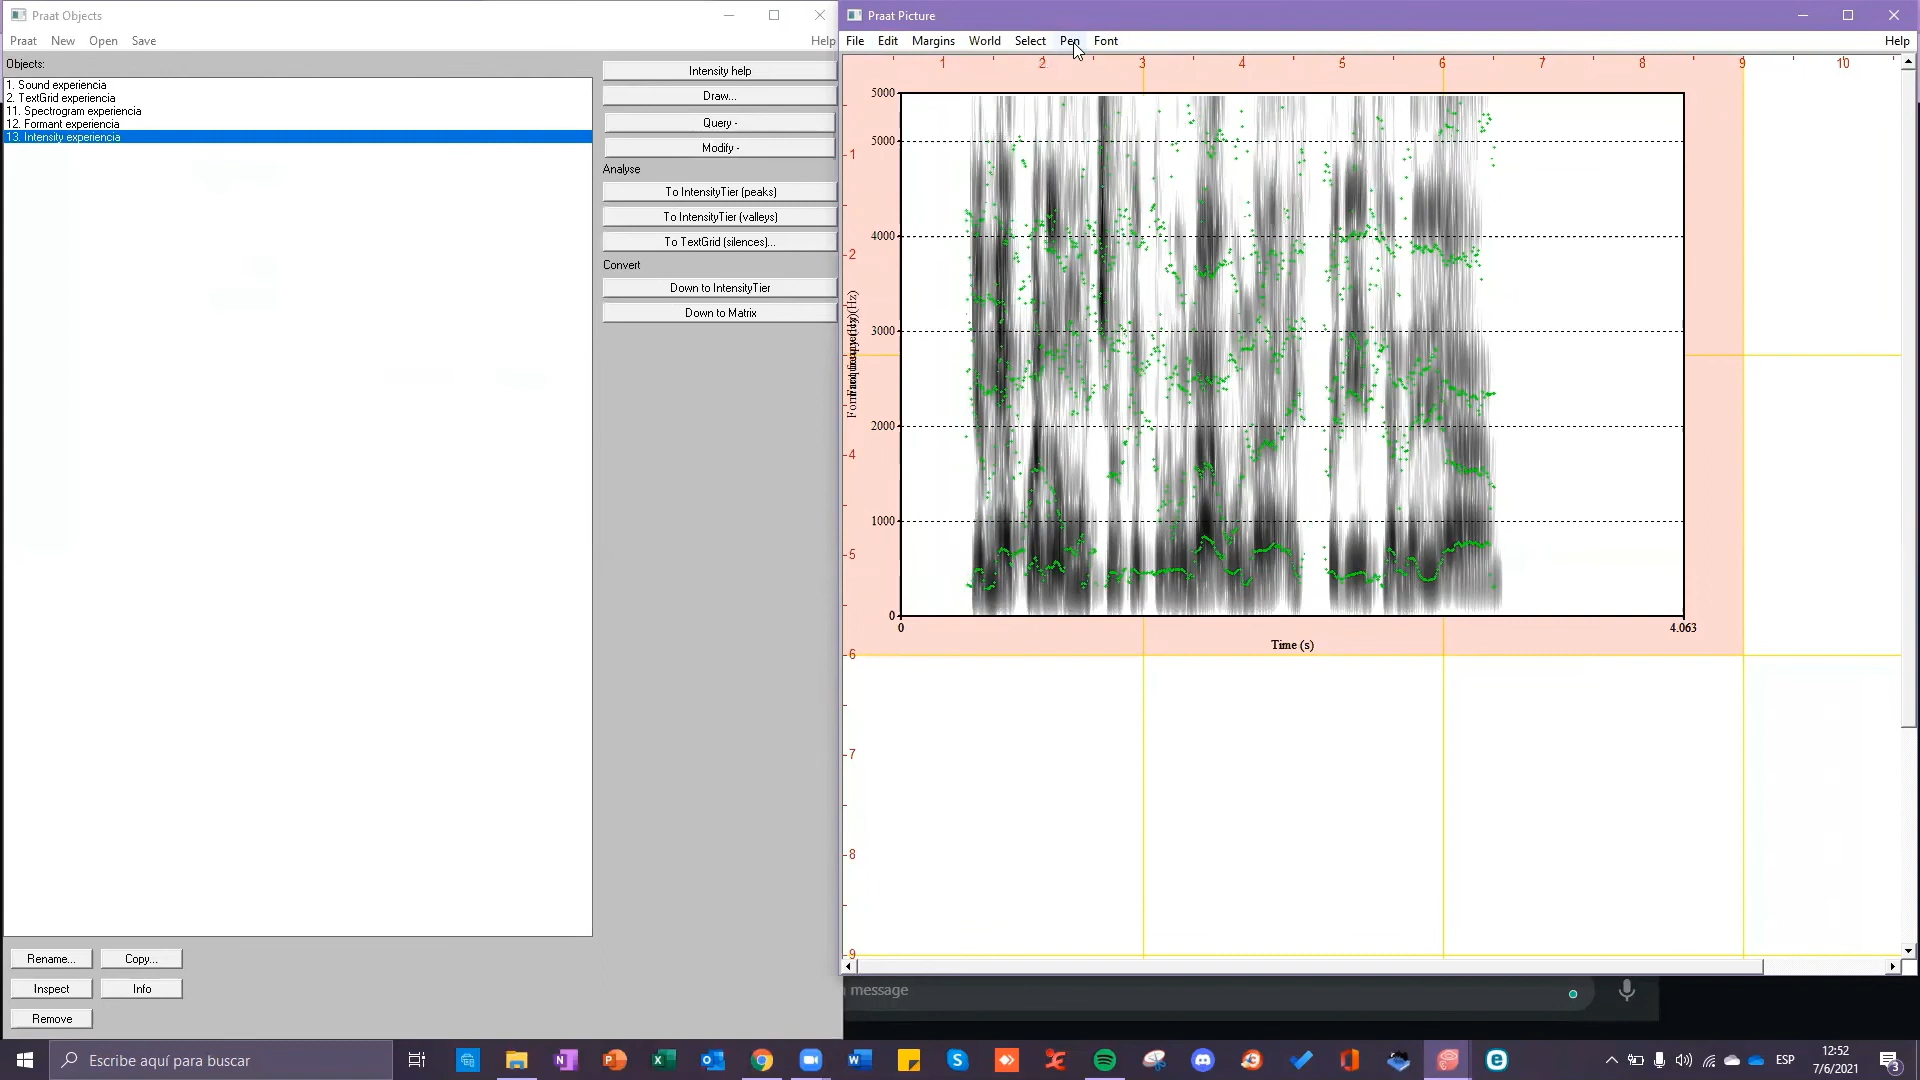 Praat Objects
Praat New Open Save Help
Objects:
1. Sound experiencia
2. TextGrid experiencia
11. Spectrogram experiencia
12. Formant experiencia
13. Intensity experiencia
Intensity help
Draw...
Query -
Modify -
Analyse
To IntensityTier (peaks)
To IntensityTier (valleys)
To TextGrid (silences)...
Convert
Down to IntensityTier
Down to Matrix
Rename... Copy...
Inspect Info
Remove
Praat Picture
File Edit Margins World Select Pen Font Help
1 2 3 4 5 6 7 8 9 10
1
2
4
5
6
7
8
9
5000
5000
4000
3000
2000
1000
0
0 4.063
Time (s)
message
Escribe aquí para buscar
ESP
12:52
7/6/2021
3